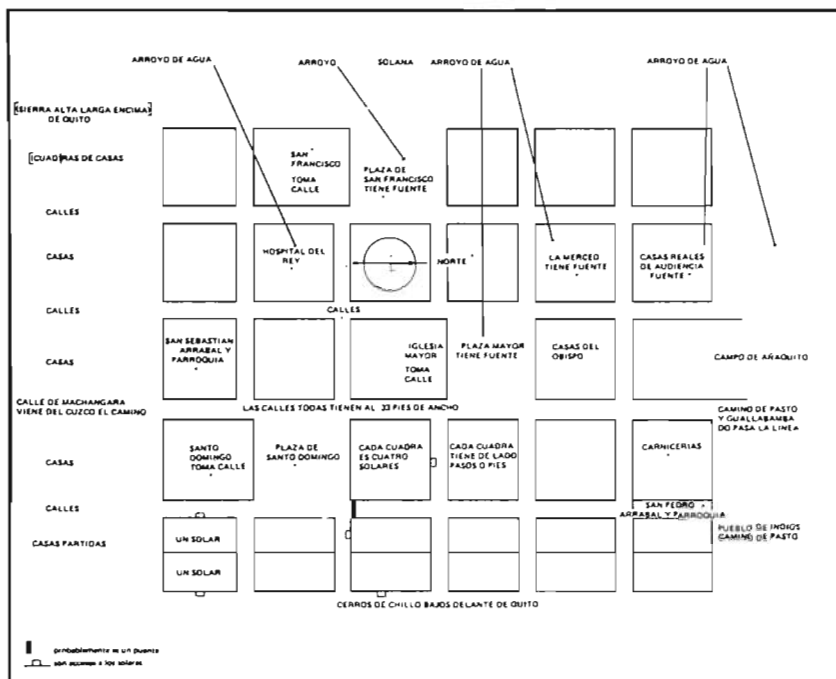 ARROYO DE AGUA
ARROYO
SOLANA
ARROYO DE AGUA
ARROYO DE AGUA
[SIERRA ALTA LARGA ENCIMA]
DE QUITO
[CUAD]RAS DE CASAS
SAN
FRANCISCO
TOMA
CALLE
PLAZA DE
SAN FRANCISCO
TIENE FUENTE
CALLES
CASAS
HOSPITAL DEL
REY
NORTE
LA MERCED
TIENE FUENTE
CASAS REALES
DE AUDIENCIA
FUENTE
CALLES
CALLES
CASAS
SAN SEBASTIAN
ARRABAL Y
PARROQUIA
IGLESIA
MAYOR
TOMA
CALLE
PLAZA MAYOR
TIENE FUENTE
CASAS DEL
OBISPO
CAMPO DE AÑAQUITO
CALLE DE MACHANGARA
VIENE DEL CUZCO EL CAMINO
LAS CALLES TODAS TIENEN AL 33 PIES DE ANCHO
CAMINO DE PASTO
Y GUALLABAMBA
DO PASA LA LINEA
CASAS
SANTO
DOMINGO
TOMA CALLE
PLAZA DE
SANTO DOMINGO
CADA CUADRA
ES CUATRO
SOLARES
CADA CUADRA
TIENE DE LADO
PASOS O PIES
CARNICERIAS
CALLES
SAN PEDRO
ARRABAL Y PARROQUIA
CASAS PARTIDAS
UN SOLAR
PUEBLO DE INDIOS
CAMINO DE PASTO
UN SOLAR
CERROS DE CHILLO BAJOS DELANTE DE QUITO
probablemente es un puente
son accesos a los solares